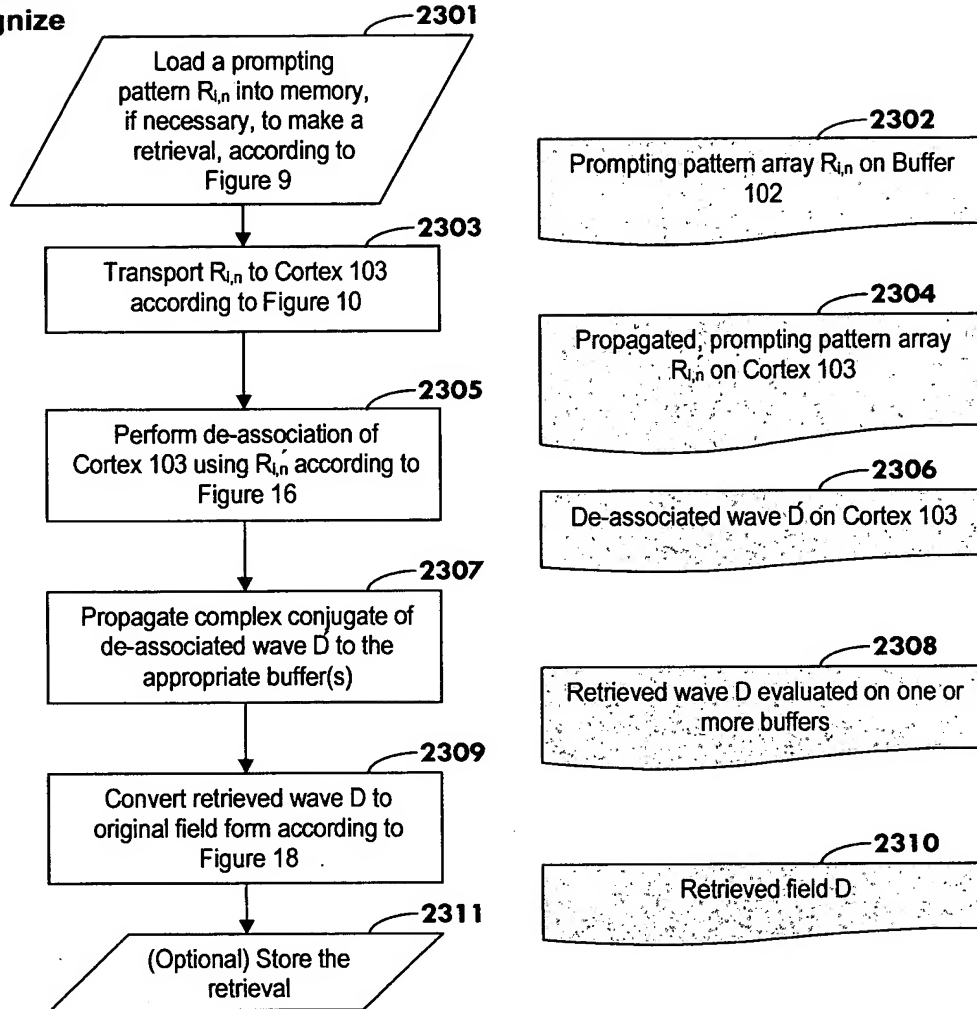 gnize
2301
Load a prompting
pattern Ri,n into memory,
if necessary, to make a
retrieval, according to
Figure 9
2302
Prompting pattern array Ri,n on Buffer
102
2303
Transport Ri,n to Cortex 103
according to Figure 10
2304
Propagated, prompting pattern array
Ri,n′ on Cortex 103
2305
Perform de-association of
Cortex 103 using Ri,n′ according to
Figure 16
2306
De-associated wave D′ on Cortex 103
2307
Propagate complex conjugate of
de-associated wave D′ to the
appropriate buffer(s)
2308
Retrieved wave D evaluated on one or
more buffers
2309
Convert retrieved wave D to
original field form according to
Figure 18
2310
Retrieved field D
2311
(Optional) Store the
retrieval